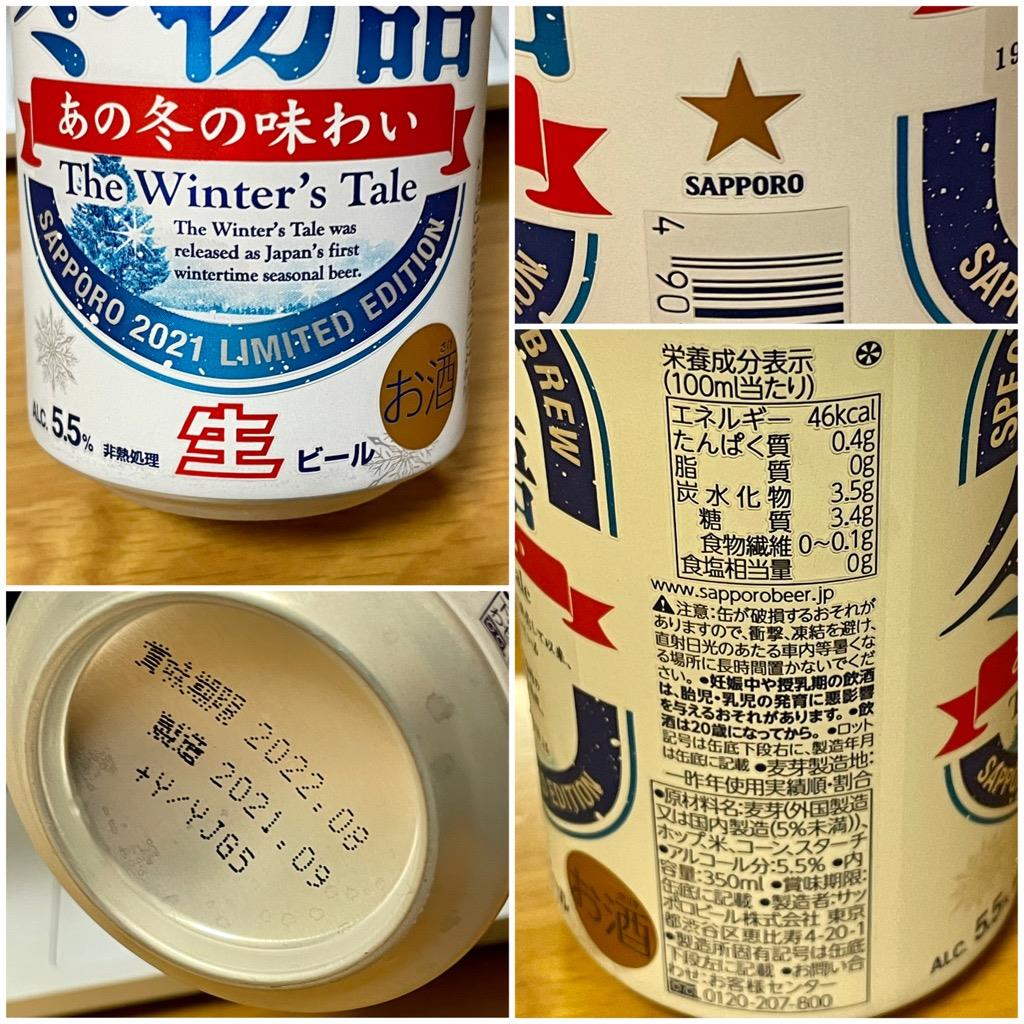 冬物語
あの冬の味わい
The Winter's Tale
The Winter's Tale was
released as Japan's first
wintertime seasonal beer.
SAPPORO 2021 LIMITED EDITION
さけ
お酒
ALC. 5.5% 非熱処理 生 ビール
19
SAPPORO
4 90
SAPP
賞味期限 2022.08
製造 2021.09
+Y/YJG5
栄養成分表示
(100ml当たり)
エネルギー 46kcal
たんぱく質 0.4g
脂質 0g
炭水化物 3.5g
糖質 3.4g
食物繊維 0~0.1g
食塩相当量 0g
www.sapporobeer.jp
⚠注意:缶が破損するおそれが
ありますので、衝撃、凍結を避け、
直射日光のあたる車内等暑くな
る場所に長時間置かないでくだ
さい。●妊娠中や授乳期の飲酒
は、胎児・乳児の発育に悪影響
を与えるおそれがあります。●飲
酒は20歳になってから。●ロット
記号は缶底下段右に、製造年月
は缶底に記載 ●麦芽製造地:
一昨年使用実績順・割合
●原材料名:麦芽(外国製造
又は国内製造(5%未満))、
ホップ、米、コーン、スターチ
●アルコール分:5.5% ●内
容量:350ml ●賞味期限:
缶底に記載 ●製造者:サッ
ポロビール株式会社 東京
都渋谷区恵比寿4-20-1
●製造所固有記号は缶底
下段左に記載 ●お問い合
わせ:お客様センター
0120-207-800
BREW
EDITION
お酒
SPEC
SAPPO
ALC. 5.5%